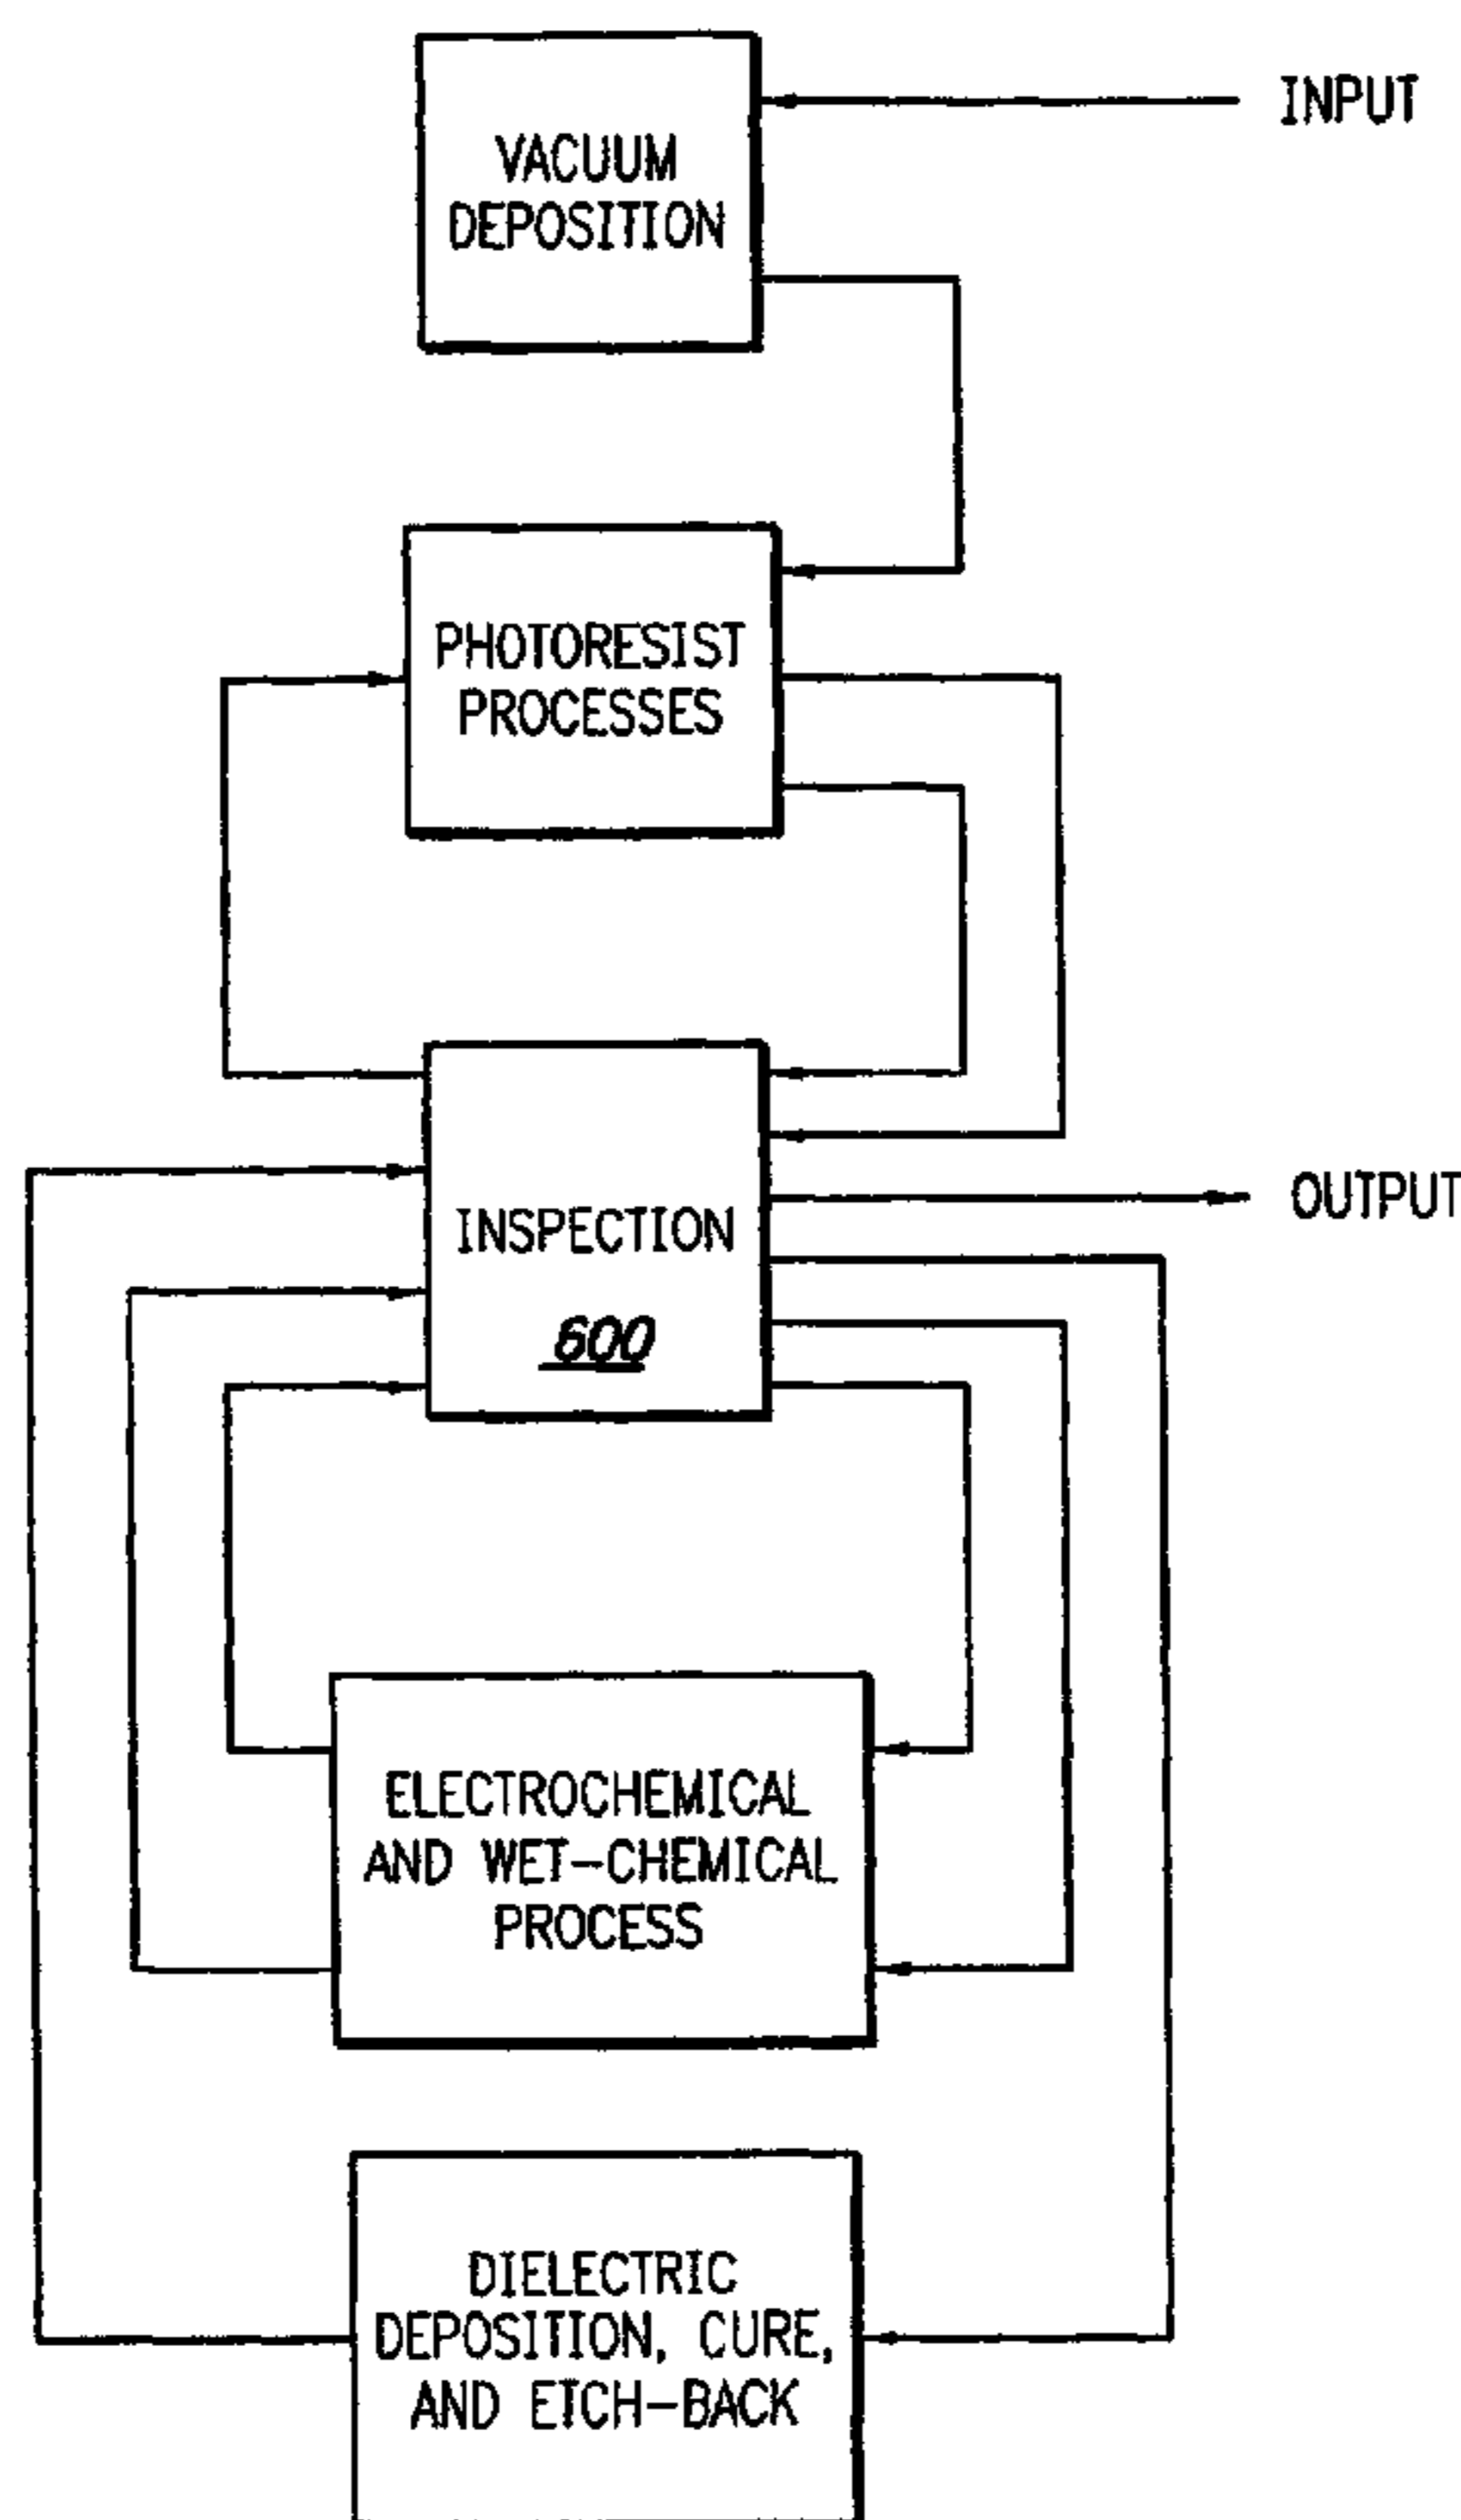 INPUT
VACUUM
DEPOSITION
PHOTORESIST
PROCESSES
OUTPUT
INSPECTION
600
ELECTROCHEMICAL
AND WET-CHEMICAL
PROCESS
DIELECTRIC
DEPOSITION, CURE,
AND ETCH-BACK